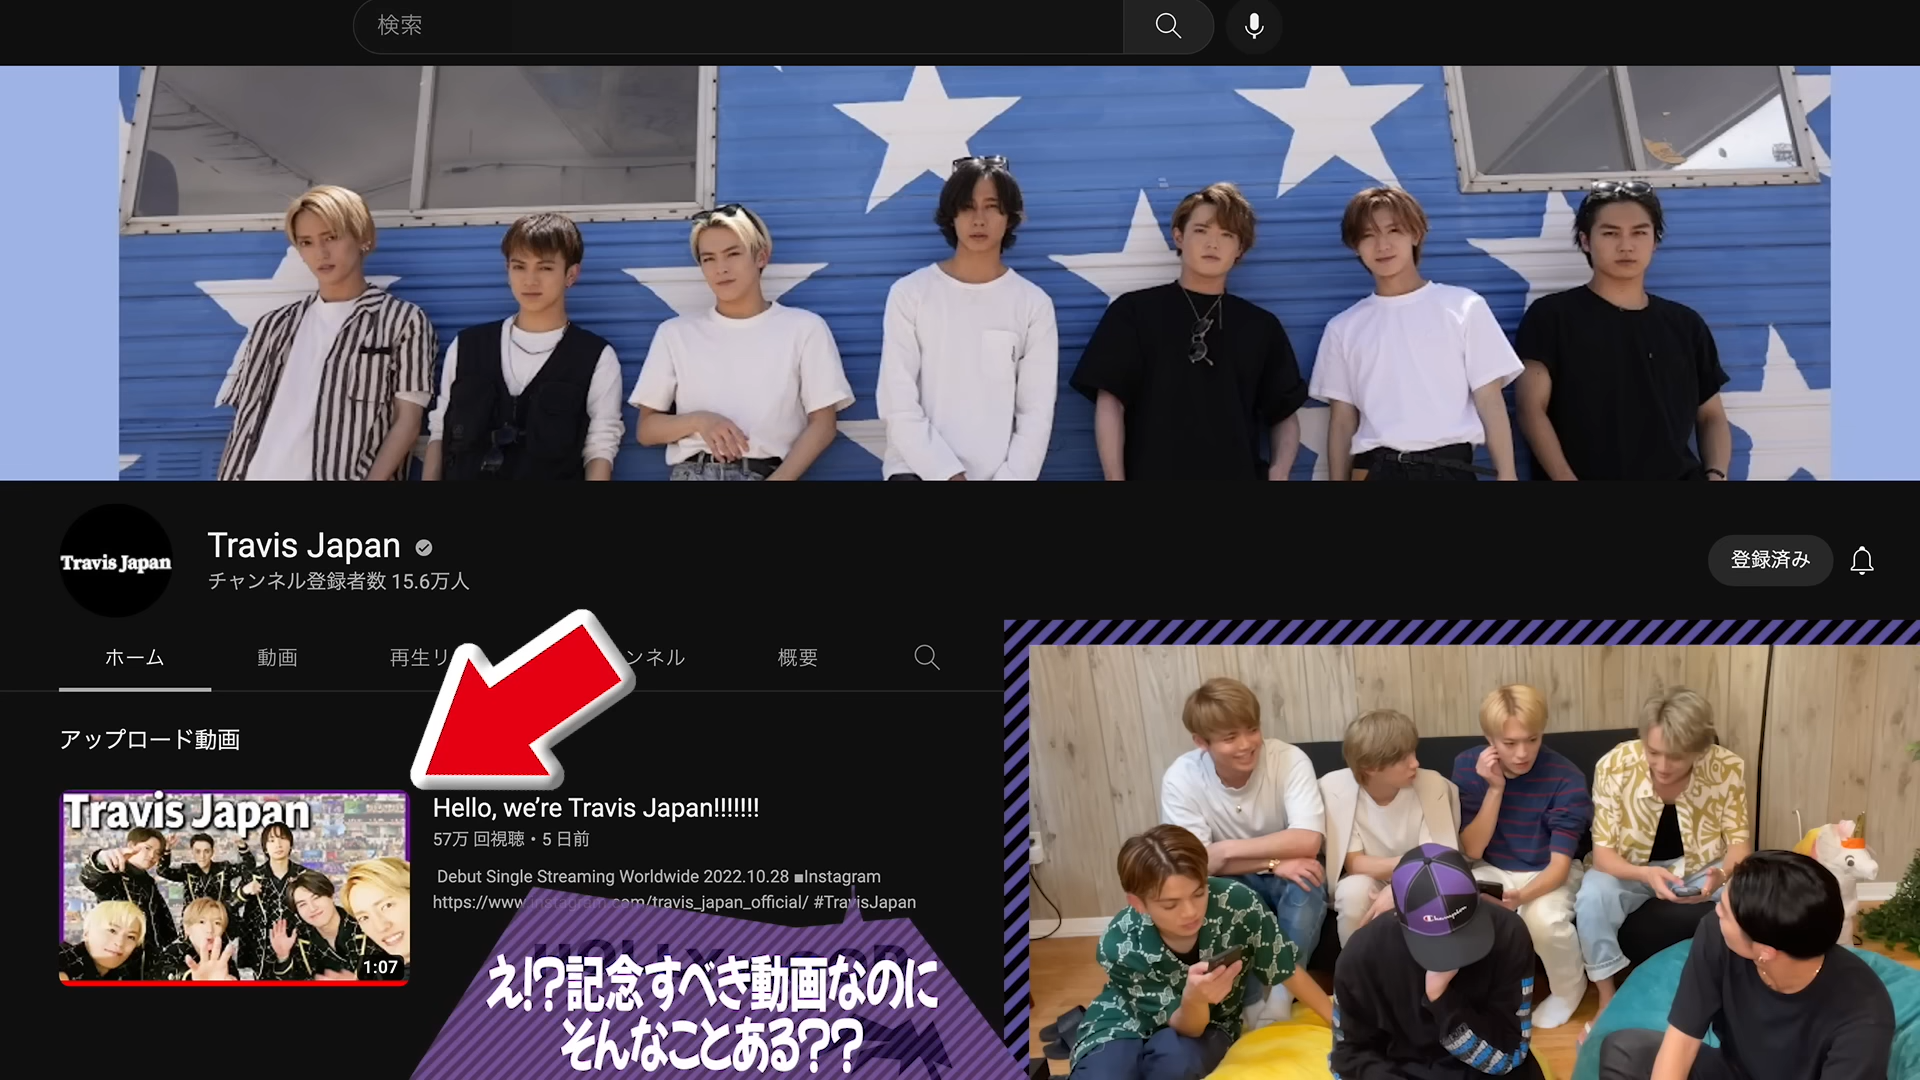 検索
Travis Japan
Travis Japan
チャンネル登録者数 15.6万人
登録済み
ホーム
動画
再生リ
ンネル
概要
アップロード動画
Travis Japan
1:07
Hello, we’re Travis Japan!!!!!!!
57万 回視聴・5 日前
Debut Single Streaming Worldwide 2022.10.28 ■Instagram
https://www.instagram.com/travis_japan_official/ #TravisJapan
え!?記念すべき動画なのに
そんなことある??
Champion